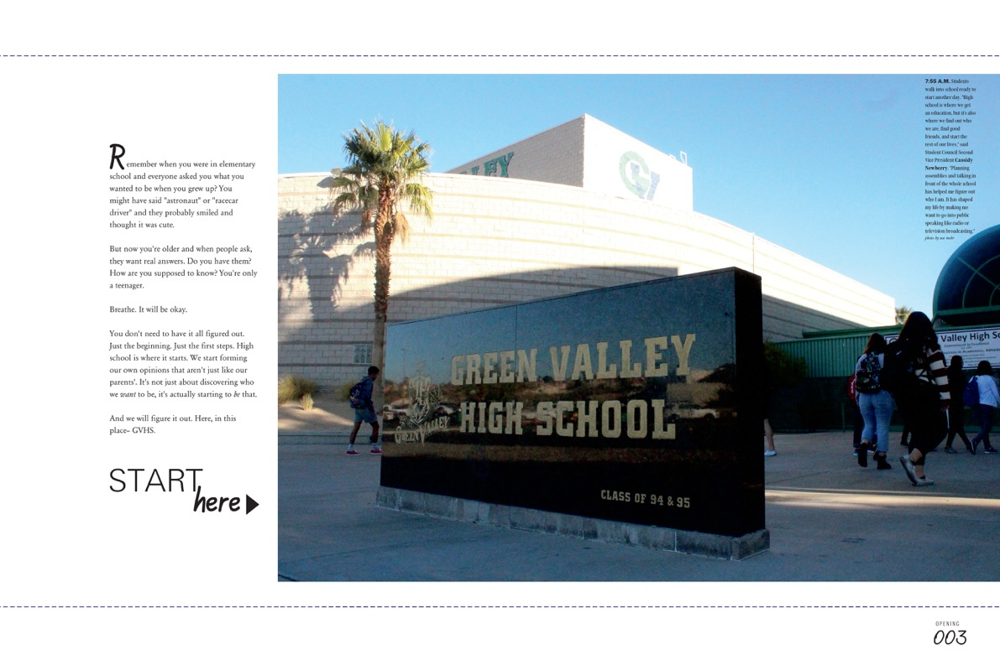 Remember when you were in elementary
school and everyone asked you what you
wanted to be when you grew up? You
might have said "astronaut" or "racecar
driver" and they probably smiled and
thought it was cute.
But now you're older and when people ask,
they want real answers. Do you have them?
How are you supposed to know? You're only
a teenager.
Breathe. It will be okay.
You don't need to have it all figured out.
Just the beginning. Just the first steps. High
school is where it starts. We start forming
our own opinions that aren't just like our
parents'. It's not just about discovering who
we want to be, it's actually starting to be that.
And we will figure it out. Here, in this
place– GVHS.
START
here
LEY
GV
GREEN VALLEY
HIGH SCHOOL
GREEN VALLEY
CLASS OF 94 & 95
Valley High Sc
Commitment to Excellence
7:55 A.M. Students
walk into school ready to
start another day. "High
school is where we get
an education, but it's also
where we find out who
we are, find good
friends, and start the
rest of our lives," said
Student Council Second
Vice President Cassidy
Newberry. "Planning
assemblies and talking in
front of the whole school
has helped me figure out
who I am. It has shaped
my life by making me
want to go into public
speaking like radio or
television broadcasting."
photo by
OPENING
003